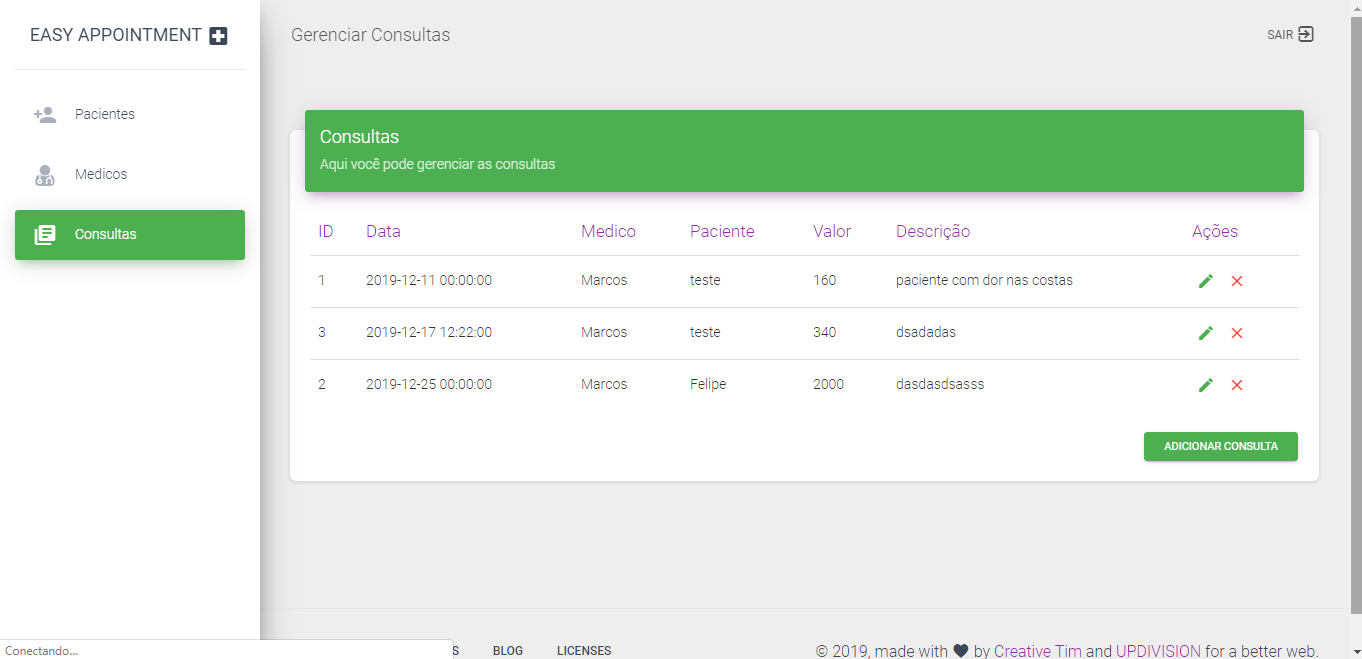 EASY APPOINTMENT
Gerenciar Consultas
SAIR
Pacientes
Medicos
Consultas
Consultas
Aqui você pode gerenciar as consultas
ID Data Medico Paciente Valor Descrição Ações
1 2019-12-11 00:00:00 Marcos teste 160 paciente com dor nas costas
3 2019-12-17 12:22:00 Marcos teste 340 dsadadas
2 2019-12-25 00:00:00 Marcos Felipe 2000 dasdasdsasss
ADICIONAR CONSULTA
Conectando...
S BLOG LICENSES
© 2019, made with by Creative Tim and UPDIVISION for a better web.